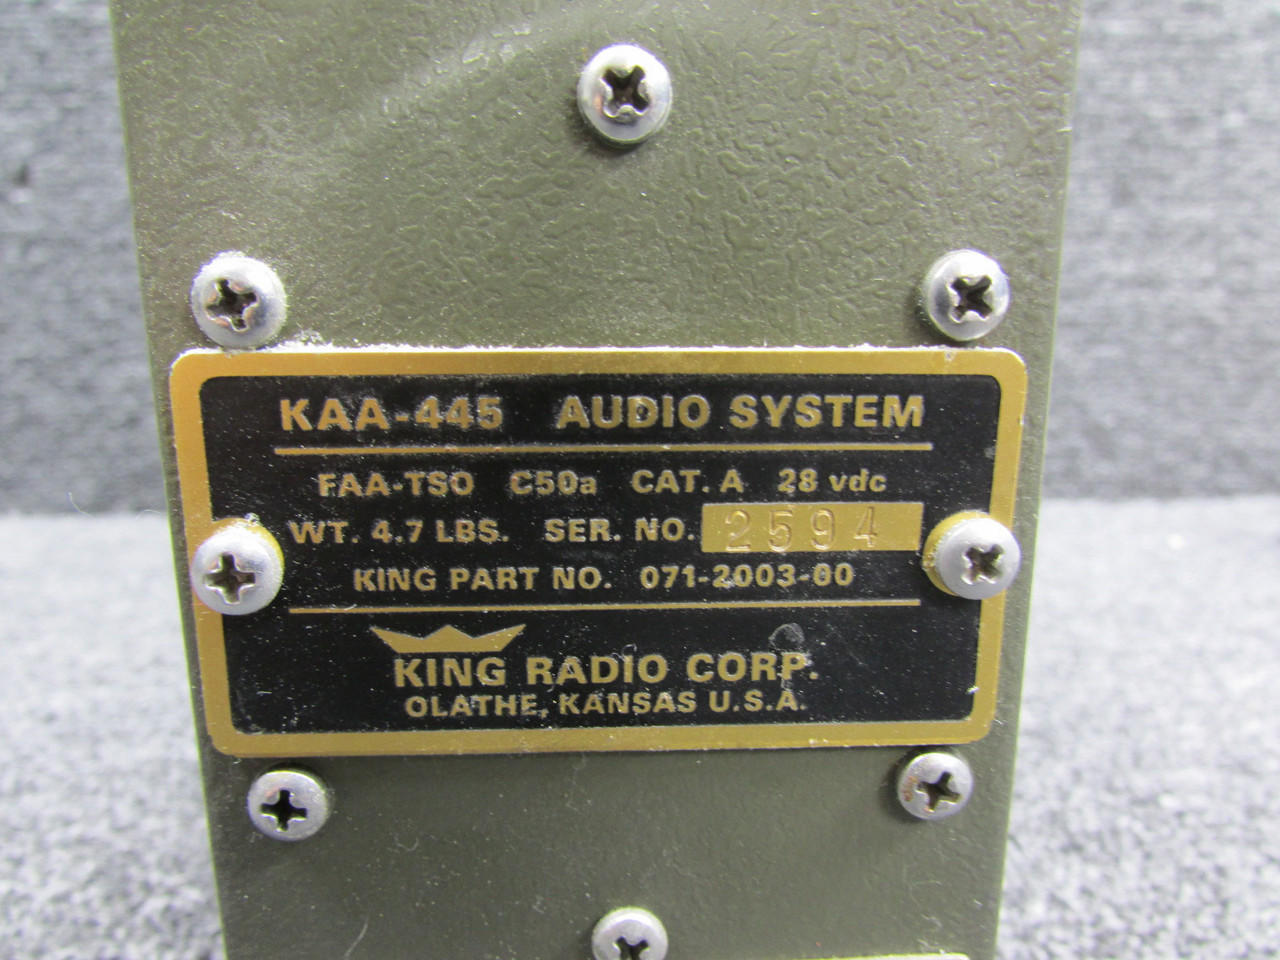 KAA-445 AUDIO SYSTEM
FAA-TSO C50a CAT. A 28 vdc
WT. 4.7 LBS. SER. NO. 2594
KING PART NO. 071-2003-00
KING RADIO CORP.
OLATHE, KANSAS U.S.A.